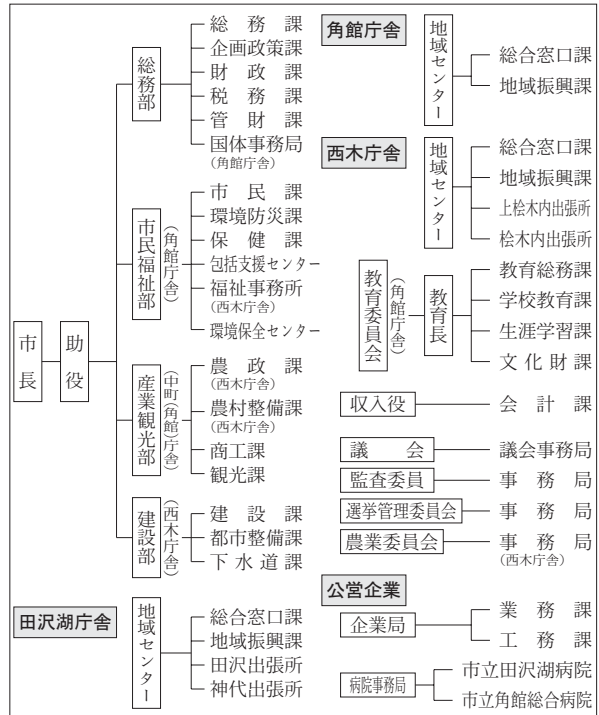 市長
助役
総務部
総務課
企画政策課
財政課
税務課
管財課
国体事務局
(角館庁舎)
市民福祉部
(角館庁舎)
市民課
環境防災課
保健課
包括支援センター
福祉事務所
(西木庁舎)
環境保全センター
産業観光部
(中町(角館)庁舎)
農政課
(西木庁舎)
農村整備課
(西木庁舎)
商工課
観光課
建設部
(西木庁舎)
建設課
都市整備課
下水道課
田沢湖庁舎
地域センター
総合窓口課
地域振興課
田沢出張所
神代出張所
角館庁舎
地域センター
総合窓口課
地域振興課
西木庁舎
地域センター
総合窓口課
地域振興課
上桧木内出張所
桧木内出張所
教育委員会
(角館庁舎)
教育長
教育総務課
学校教育課
生涯学習課
文化財課
収入役
会計課
議会
議会事務局
監査委員
事務局
選挙管理委員会
事務局
農業委員会
事務局
(西木庁舎)
公営企業
企業局
業務課
工務課
病院事務局
市立田沢湖病院
市立角館総合病院